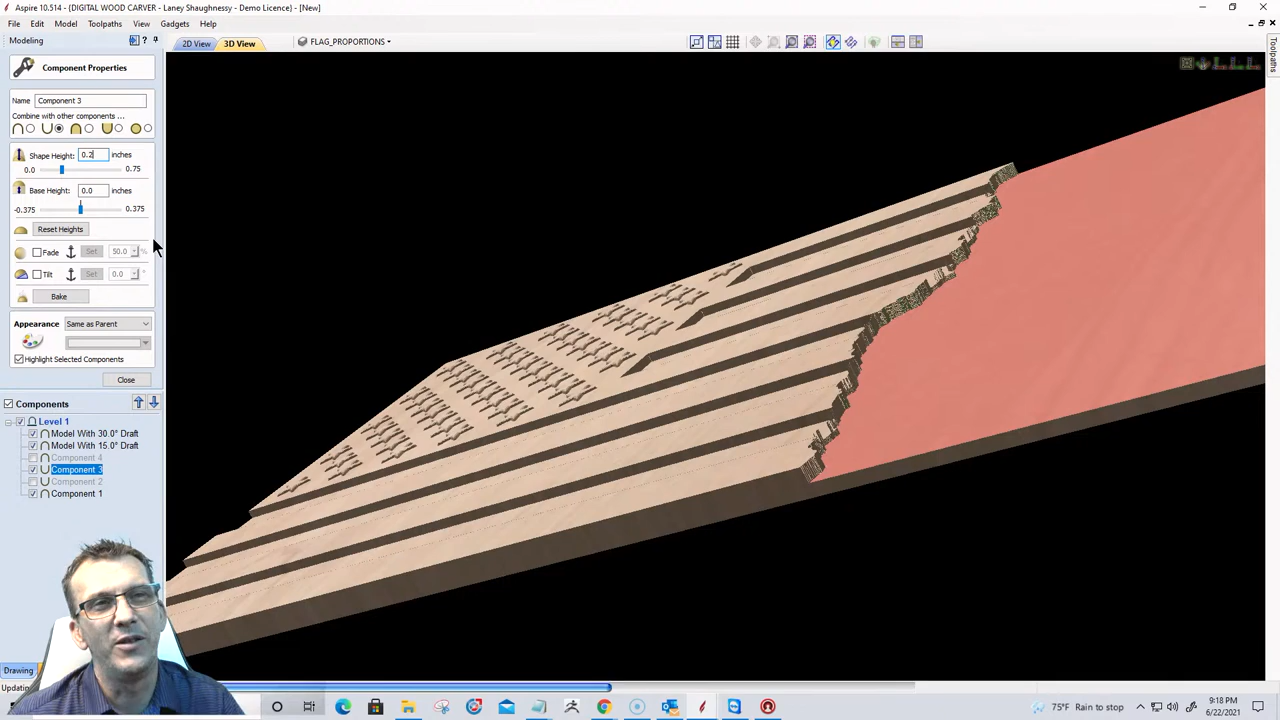 Aspire 10.514 - (DIGITAL WOOD CARVER - Laney Shaughnessy - Demo Licence) - [New]
File Edit Model Toolpaths View Gadgets Help
Modeling
2D View 3D View FLAG_PROPORTIONS
Component Properties
Name Component 3
Combine with other components ...
Shape Height: 0.2 inches
0.0 0.75
Base Height: 0.0 inches
-0.375 0.375
Reset Heights
Fade Set 50.0 %
Tilt Set 0.0 °
Bake
Appearance Same as Parent
Highlight Selected Components
Close
Components
Level 1
Model With 30.0° Draft
Model With 15.0° Draft
Component 4
Component 3
Component 2
Component 1
Toolpaths
Drawing
75°F Rain to stop
9:18 PM
6/22/2021